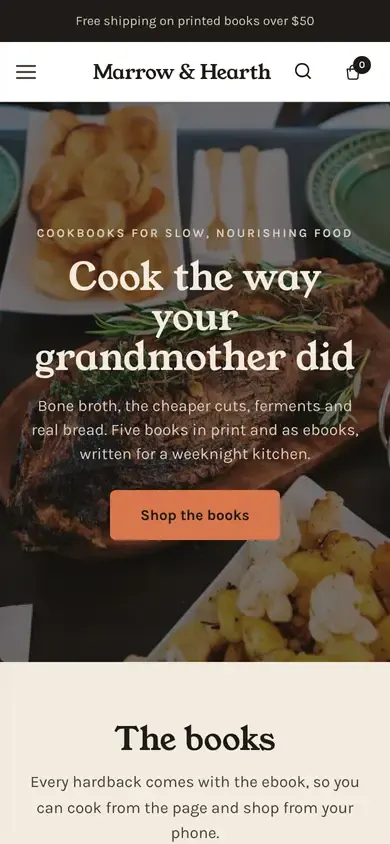 Free shipping on printed books over $50
Marrow & Hearth
0
COOKBOOKS FOR SLOW, NOURISHING FOOD
Cook the way
your
grandmother did
Bone broth, the cheaper cuts, ferments and
real bread. Five books in print and as ebooks,
written for a weeknight kitchen.
Shop the books
The books
Every hardback comes with the ebook, so you
can cook from the page and shop from your
phone.